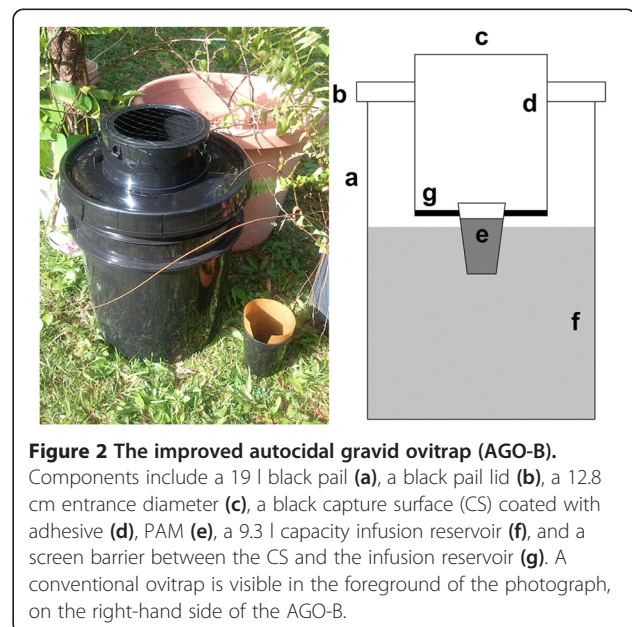 c
b
d
a
g
e
f
Figure 2 The improved autocidal gravid ovitrap (AGO-B).
Components include a 19 l black pail (a), a black pail lid (b), a 12.8
cm entrance diameter (c), a black capture surface (CS) coated with
adhesive (d), PAM (e), a 9.3 l capacity infusion reservoir (f), and a
screen barrier between the CS and the infusion reservoir (g). A
conventional ovitrap is visible in the foreground of the photograph,
on the right-hand side of the AGO-B.